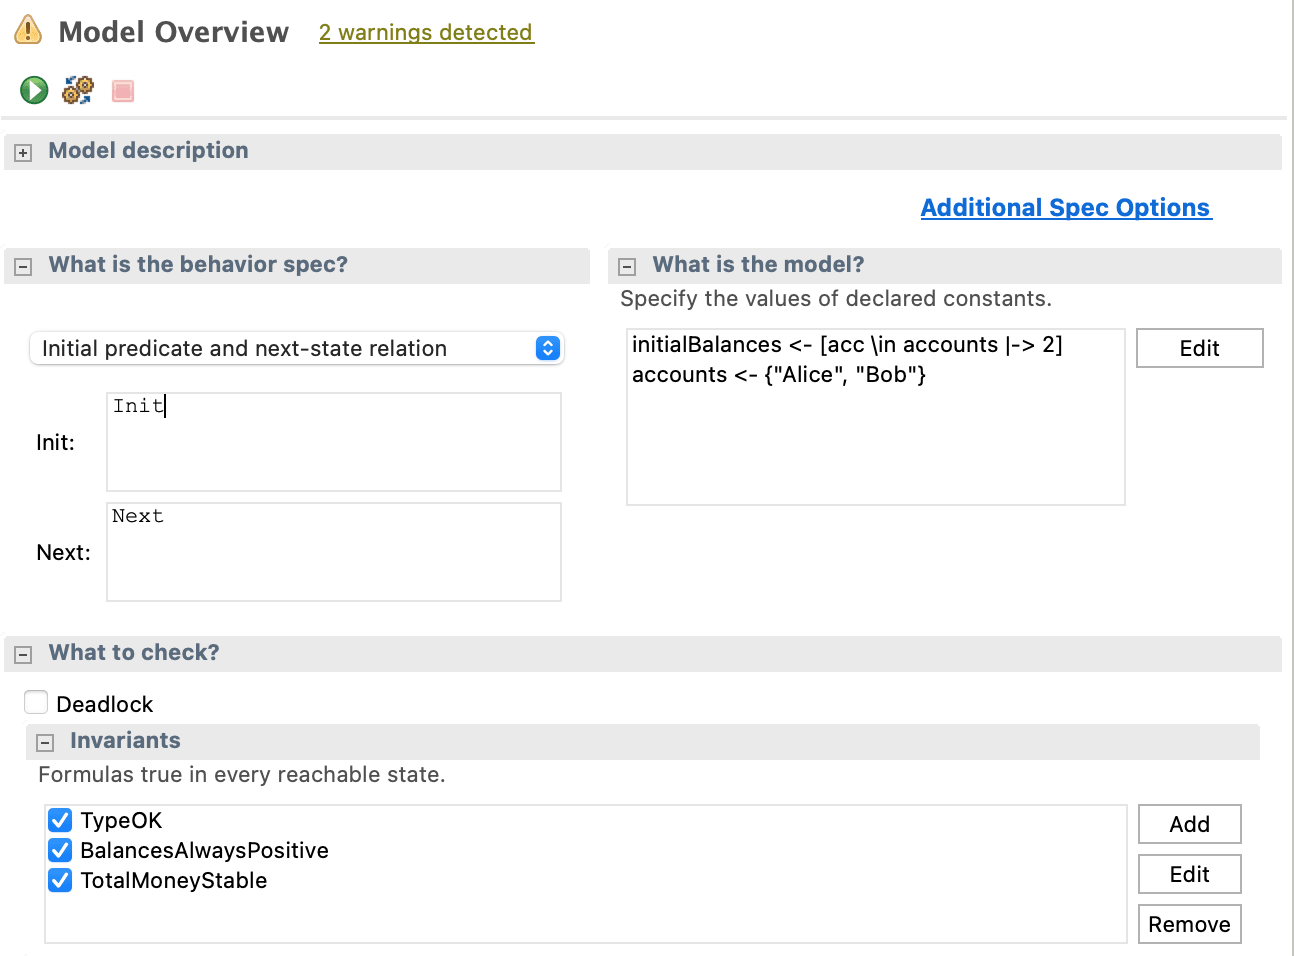 Model Overview
2 warnings detected
Model description
Additional Spec Options
What is the behavior spec?
Initial predicate and next-state relation
Init:
Init
Next:
Next
What is the model?
Specify the values of declared constants.
initialBalances <- [acc \in accounts |-> 2]
accounts <- {"Alice", "Bob"}
Edit
What to check?
Deadlock
Invariants
Formulas true in every reachable state.
TypeOK
BalancesAlwaysPositive
TotalMoneyStable
Add
Edit
Remove